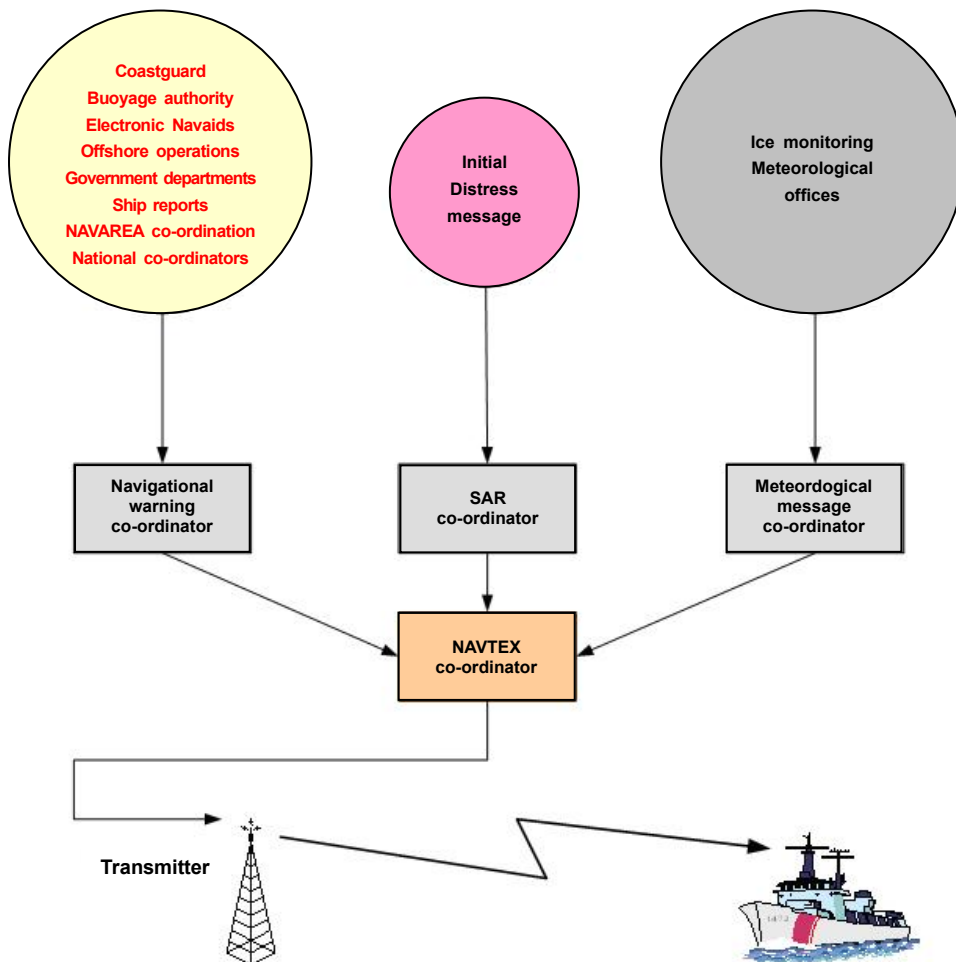 Coastguard
Buoyage authority
Electronic Navaids
Offshore operations
Government departments
Ship reports
NAVAREA co-ordination
National co-ordinators
Initial
Distress
message
Ice monitoring
Meteorological
offices
Navigational
warning
co-ordinator
SAR
co-ordinator
Meteordogical
message
co-ordinator
NAVTEX
co-ordinator
Transmitter